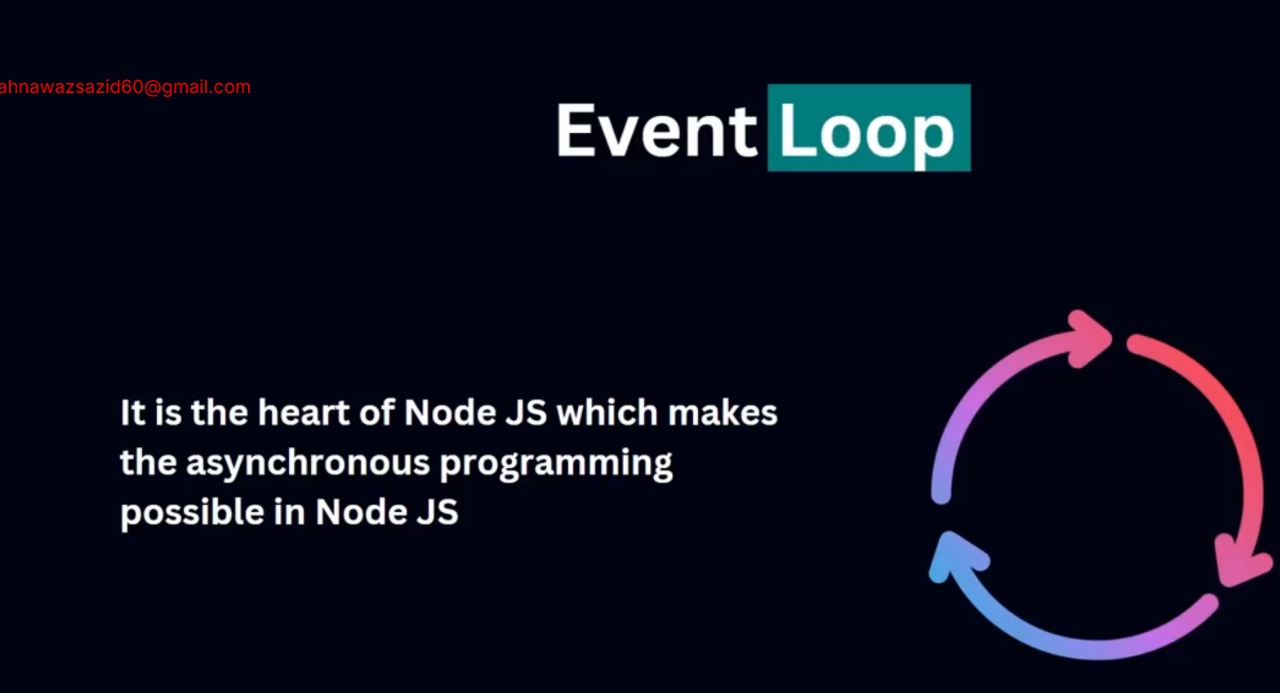 ahnawazsazid60@gmail.com
Event Loop
It is the heart of Node JS which makes
the asynchronous programming
possible in Node JS